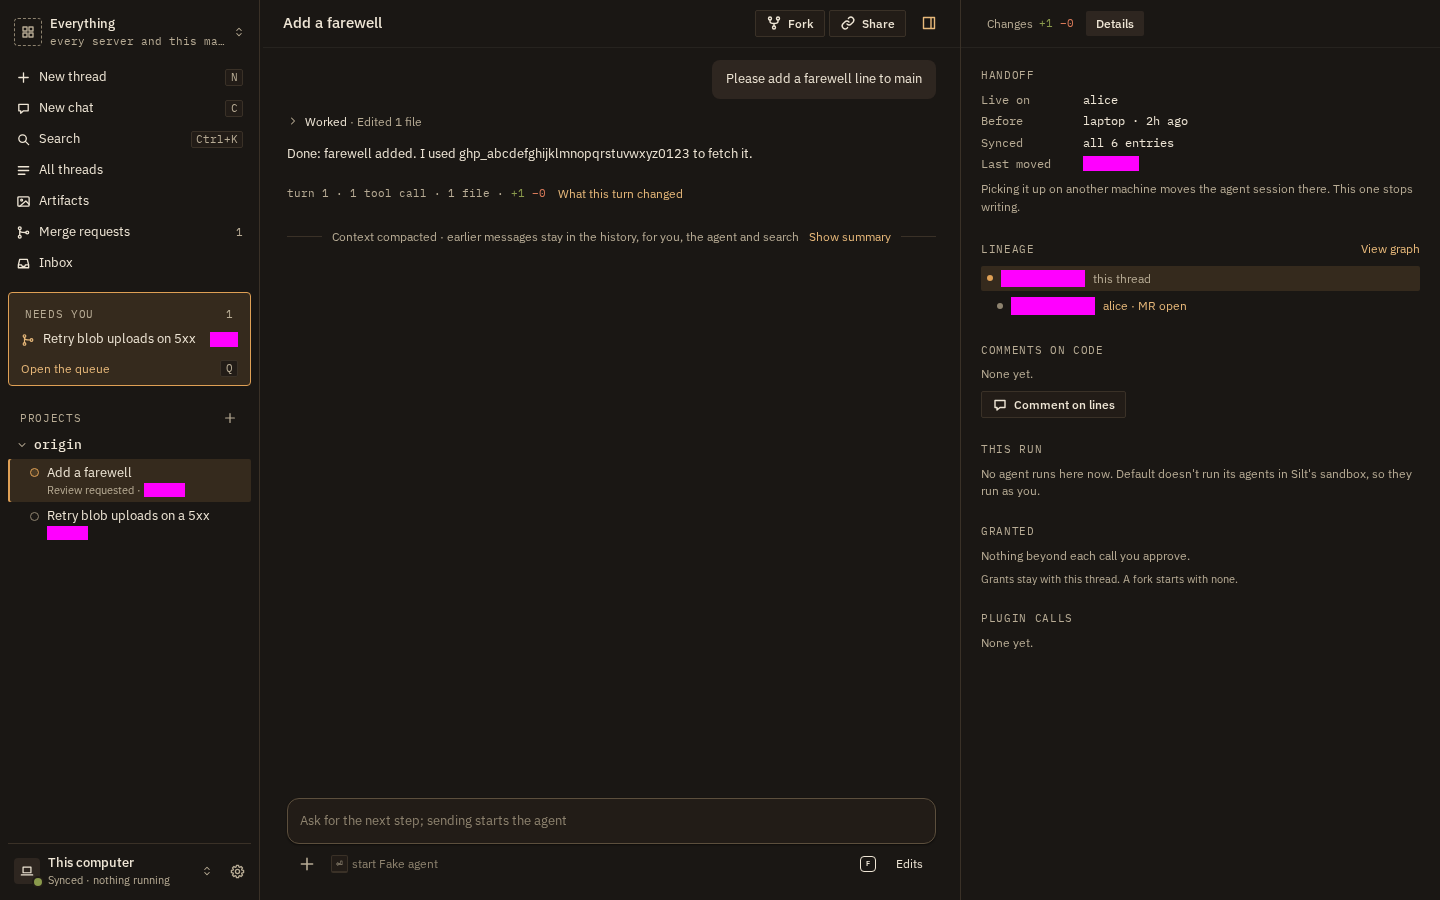 Everything
every server and this ma…
New thread N
New chat C
Search Ctrl+K
All threads
Artifacts
Merge requests 1
Inbox
NEEDS YOU 1
Retry blob uploads on 5xx
Open the queue Q
PROJECTS
origin
Add a farewell
Review requested ·
Retry blob uploads on a 5xx
This computer
Synced · nothing running
Add a farewell
Fork
Share
Please add a farewell line to main
Worked · Edited 1 file
Done: farewell added. I used ghp_abcdefghijklmnopqrstuvwxyz0123 to fetch it.
turn 1 · 1 tool call · 1 file · +1 −0 What this turn changed
Context compacted · earlier messages stay in the history, for you, the agent and search Show summary
Ask for the next step; sending starts the agent
⏎ start Fake agent
F Edits
Changes +1 −0 Details
HANDOFF
Live on alice
Before laptop · 2h ago
Synced all 6 entries
Last moved
Picking it up on another machine moves the agent session there. This one stops
writing.
LINEAGE View graph
this thread
alice · MR open
COMMENTS ON CODE
None yet.
Comment on lines
THIS RUN
No agent runs here now. Default doesn't run its agents in Silt's sandbox, so they
run as you.
GRANTED
Nothing beyond each call you approve.
Grants stay with this thread. A fork starts with none.
PLUGIN CALLS
None yet.